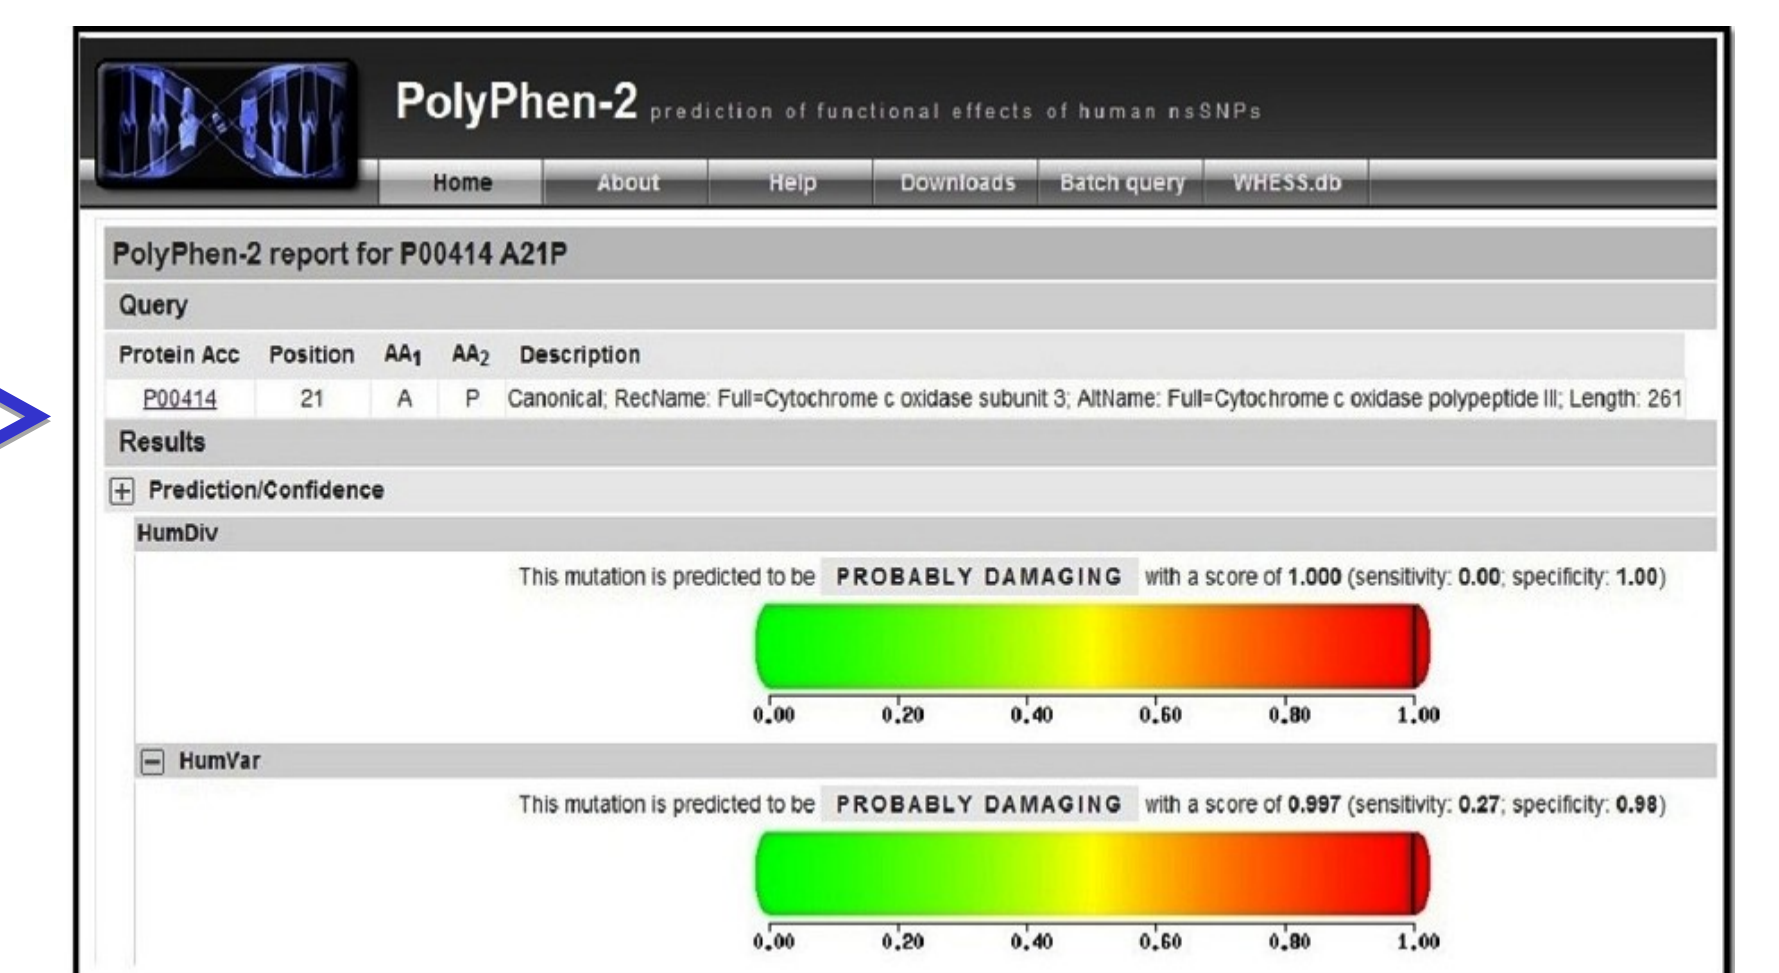 PolyPhen-2 prediction of functional effects of human nsSNPs
Home About Help Downloads Batch query WHESS.db
PolyPhen-2 report for P00414 A21P
Query
Protein Acc Position AA₁ AA₂ Description
P00414 21 A P Canonical; RecName: Full=Cytochrome c oxidase subunit 3; AltName: Full=Cytochrome c oxidase polypeptide III; Length: 261
Results
+ Prediction/Confidence
HumDiv
This mutation is predicted to be PROBABLY DAMAGING with a score of 1.000 (sensitivity: 0.00; specificity: 1.00)
0.00 0.20 0.40 0.60 0.80 1.00
− HumVar
This mutation is predicted to be PROBABLY DAMAGING with a score of 0.997 (sensitivity: 0.27; specificity: 0.98)
0.00 0.20 0.40 0.60 0.80 1.00